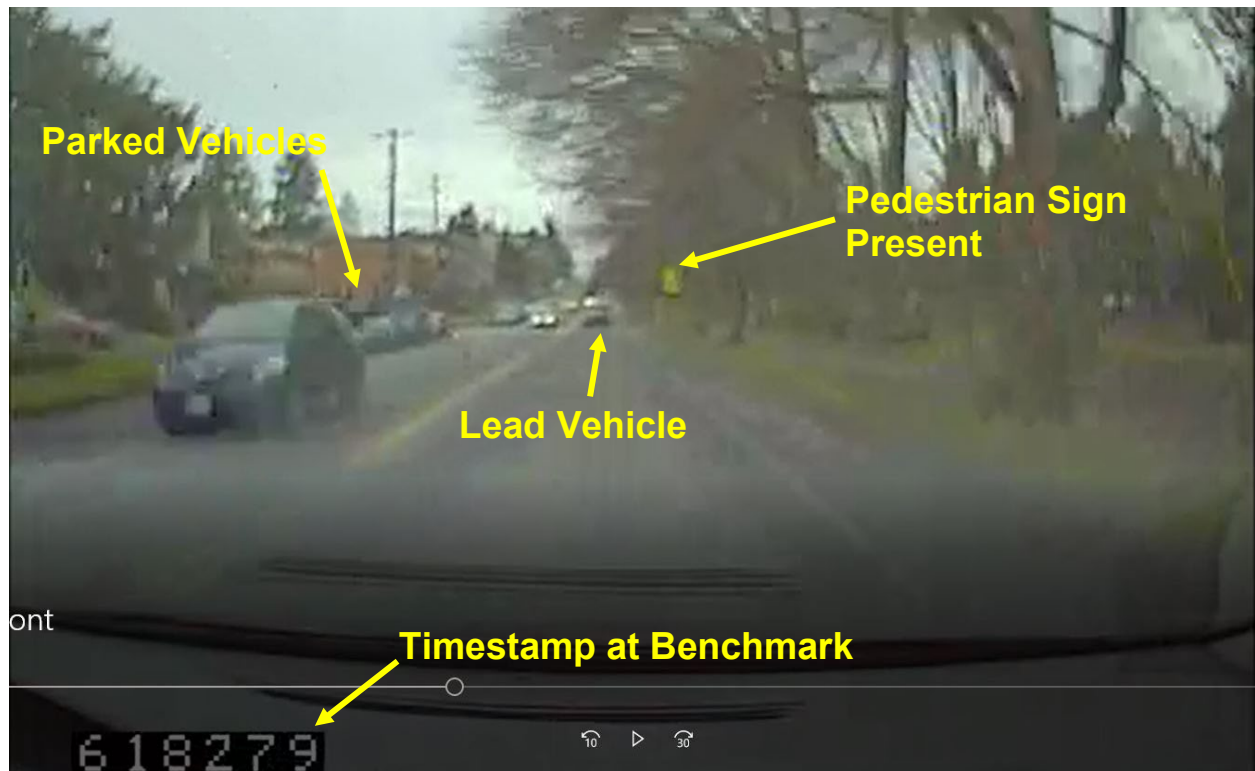 Parked Vehicles
Pedestrian Sign
Present
Lead Vehicle
ont
Timestamp at Benchmark
10
30
618279